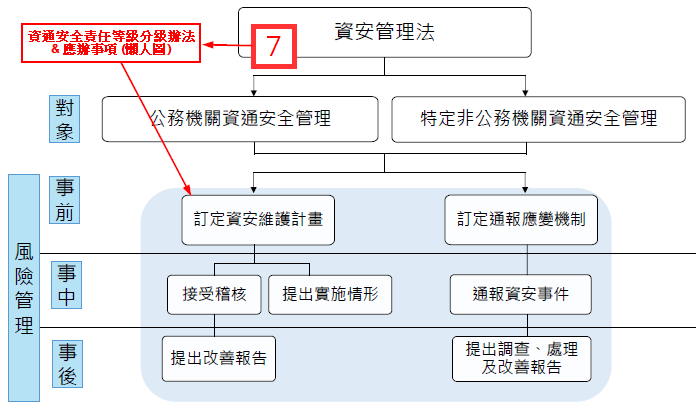 資通安全責任等級分級辦法
& 應辦事項 (懶人圖)
7
資安管理法
對象
公務機關資通安全管理
特定非公務機關資通安全管理
風險管理
事前
訂定資安維護計畫
訂定通報應變機制
事中
接受稽核
提出實施情形
通報資安事件
事後
提出改善報告
提出調查、處理
及改善報告